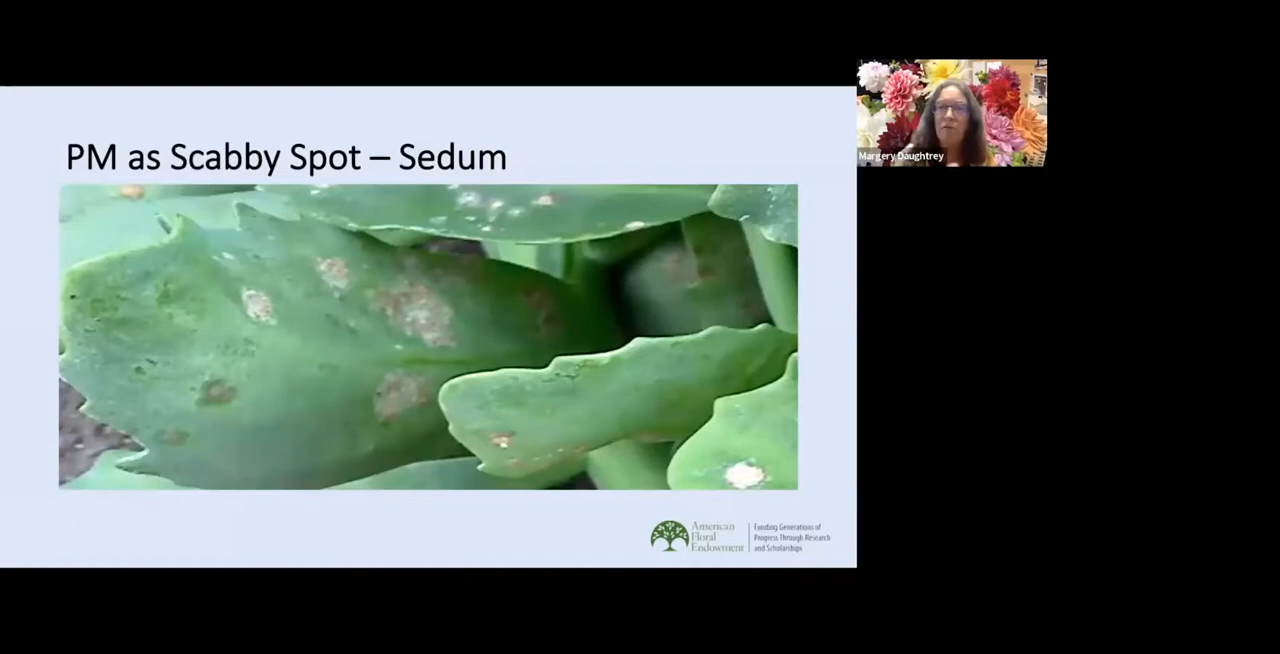 PM as Scabby Spot – Sedum
Margery Daughtrey
American
Floral
Endowment
Funding Generations of
Progress Through Research
and Scholarships